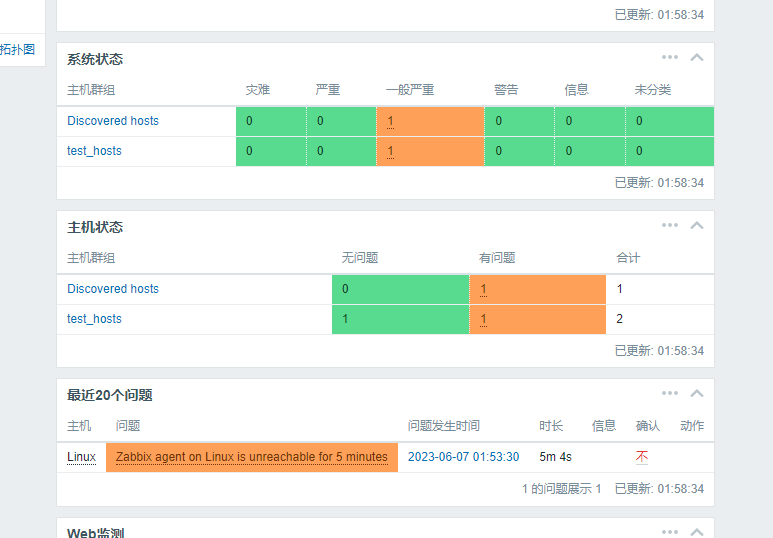 已更新: 01:58:34
拓扑图
系统状态
主机群组 灾难 严重 一般严重 警告 信息 未分类
Discovered hosts 0 0 1 0 0 0
test_hosts 0 0 1 0 0 0
已更新: 01:58:34
主机状态
主机群组 无问题 有问题 合计
Discovered hosts 0 1 1
test_hosts 1 1 2
已更新: 01:58:34
最近20个问题
主机 问题 问题发生时间 时长 信息 确认 动作
Linux Zabbix agent on Linux is unreachable for 5 minutes 2023-06-07 01:53:30 5m 4s 不
1 的问题展示 1 已更新: 01:58:34
Web监测